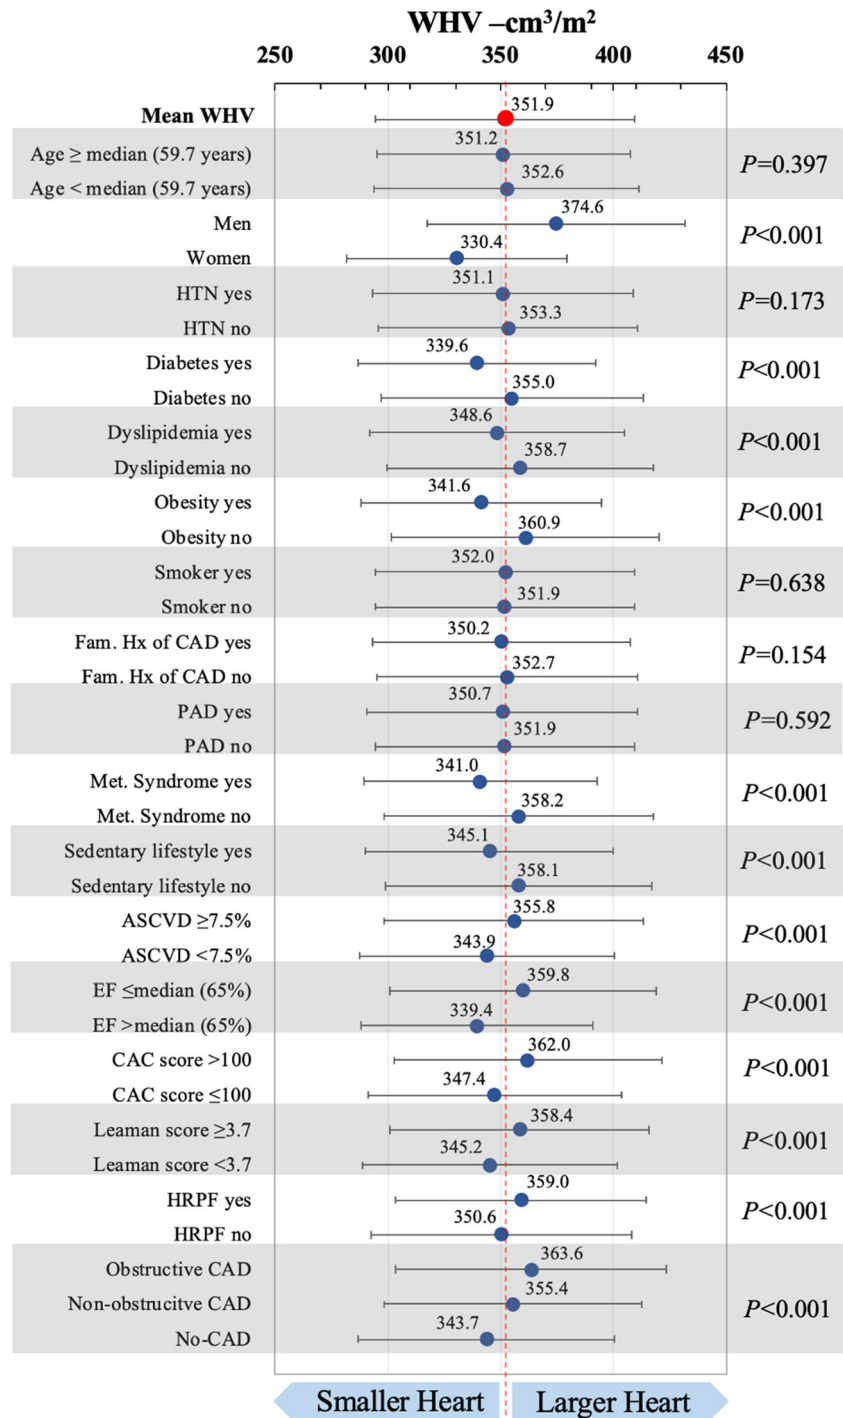 WHV –cm³/m²
250 300 350 400 450
Mean WHV 351.9
Age ≥ median (59.7 years) 351.2
P=0.397
Age < median (59.7 years) 352.6
Men 374.6
P<0.001
Women 330.4
HTN yes 351.1
P=0.173
HTN no 353.3
Diabetes yes 339.6
P<0.001
Diabetes no 355.0
Dyslipidemia yes 348.6
P<0.001
Dyslipidemia no 358.7
Obesity yes 341.6
P<0.001
Obesity no 360.9
Smoker yes 352.0
P=0.638
Smoker no 351.9
Fam. Hx of CAD yes 350.2
P=0.154
Fam. Hx of CAD no 352.7
PAD yes 350.7
P=0.592
PAD no 351.9
Met. Syndrome yes 341.0
P<0.001
Met. Syndrome no 358.2
Sedentary lifestyle yes 345.1
P<0.001
Sedentary lifestyle no 358.1
ASCVD ≥7.5% 355.8
P<0.001
ASCVD <7.5% 343.9
EF ≤median (65%) 359.8
P<0.001
EF >median (65%) 339.4
CAC score >100 362.0
P<0.001
CAC score ≤100 347.4
Leaman score ≥3.7 358.4
P<0.001
Leaman score <3.7 345.2
HRPF yes 359.0
P<0.001
HRPF no 350.6
Obstructive CAD 363.6
Non-obstrucitve CAD 355.4
P<0.001
No-CAD 343.7
Smaller Heart Larger Heart